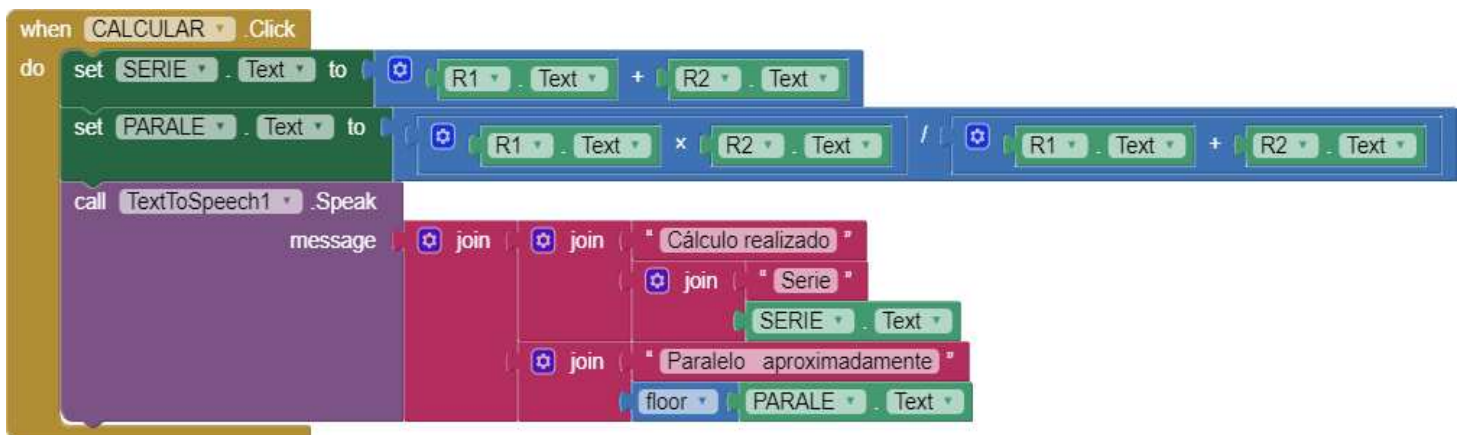 when CALCULAR .Click
do set SERIE . Text to R1 . Text + R2 . Text
set PARALE . Text to R1 . Text × R2 . Text / R1 . Text + R2 . Text
call TextToSpeech1 .Speak
message join join " Cálculo realizado "
join " Serie "
SERIE . Text
join " Paralelo aproximadamente "
floor PARALE . Text